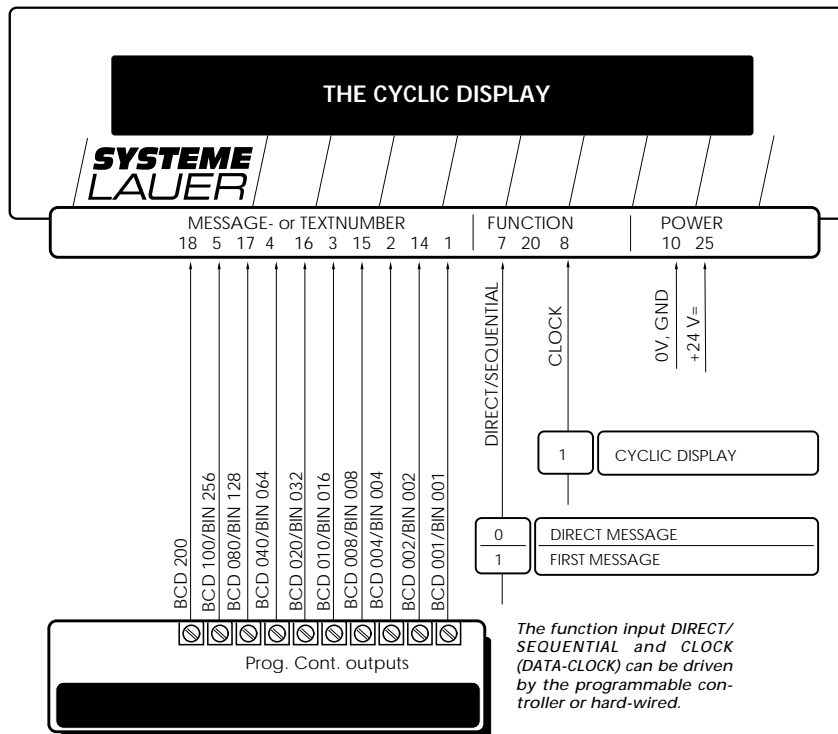 THE CYCLIC DISPLAY
SYSTEME
LAUER
MESSAGE- or TEXTNUMBER FUNCTION POWER
18 5 17 4 16 3 15 2 14 1 7 20 8 10 25
DIRECT/SEQUENTIAL
CLOCK
0V, GND
+24 V=
1 CYCLIC DISPLAY
0 DIRECT MESSAGE
1 FIRST MESSAGE
BCD 200
BCD 100/BIN 256
BCD 080/BIN 128
BCD 040/BIN 064
BCD 020/BIN 032
BCD 010/BIN 016
BCD 008/BIN 008
BCD 004/BIN 004
BCD 002/BIN 002
BCD 001/BIN 001
Prog. Cont. outputs
The function input DIRECT/
SEQUENTIAL and CLOCK
(DATA-CLOCK) can be driven
by the programmable con-
troller or hard-wired.